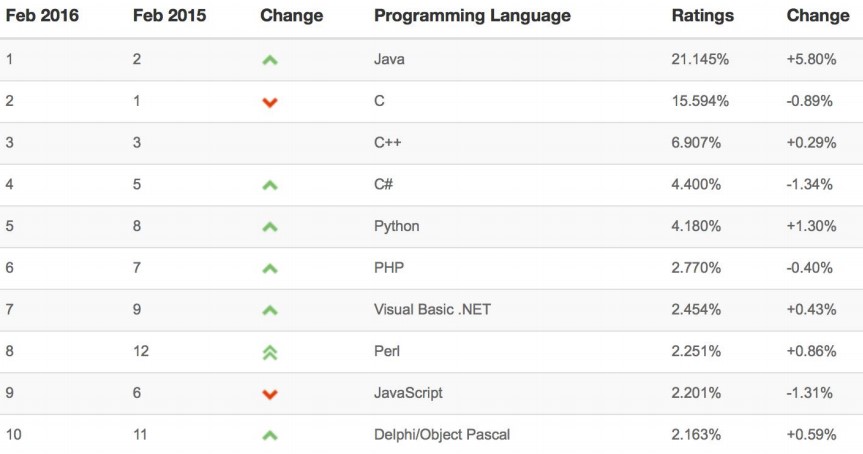 Feb 2016 Feb 2015 Change Programming Language Ratings Change
1 2 Java 21.145% +5.80%
2 1 C 15.594% -0.89%
3 3 C++ 6.907% +0.29%
4 5 C# 4.400% -1.34%
5 8 Python 4.180% +1.30%
6 7 PHP 2.770% -0.40%
7 9 Visual Basic .NET 2.454% +0.43%
8 12 Perl 2.251% +0.86%
9 6 JavaScript 2.201% -1.31%
10 11 Delphi/Object Pascal 2.163% +0.59%